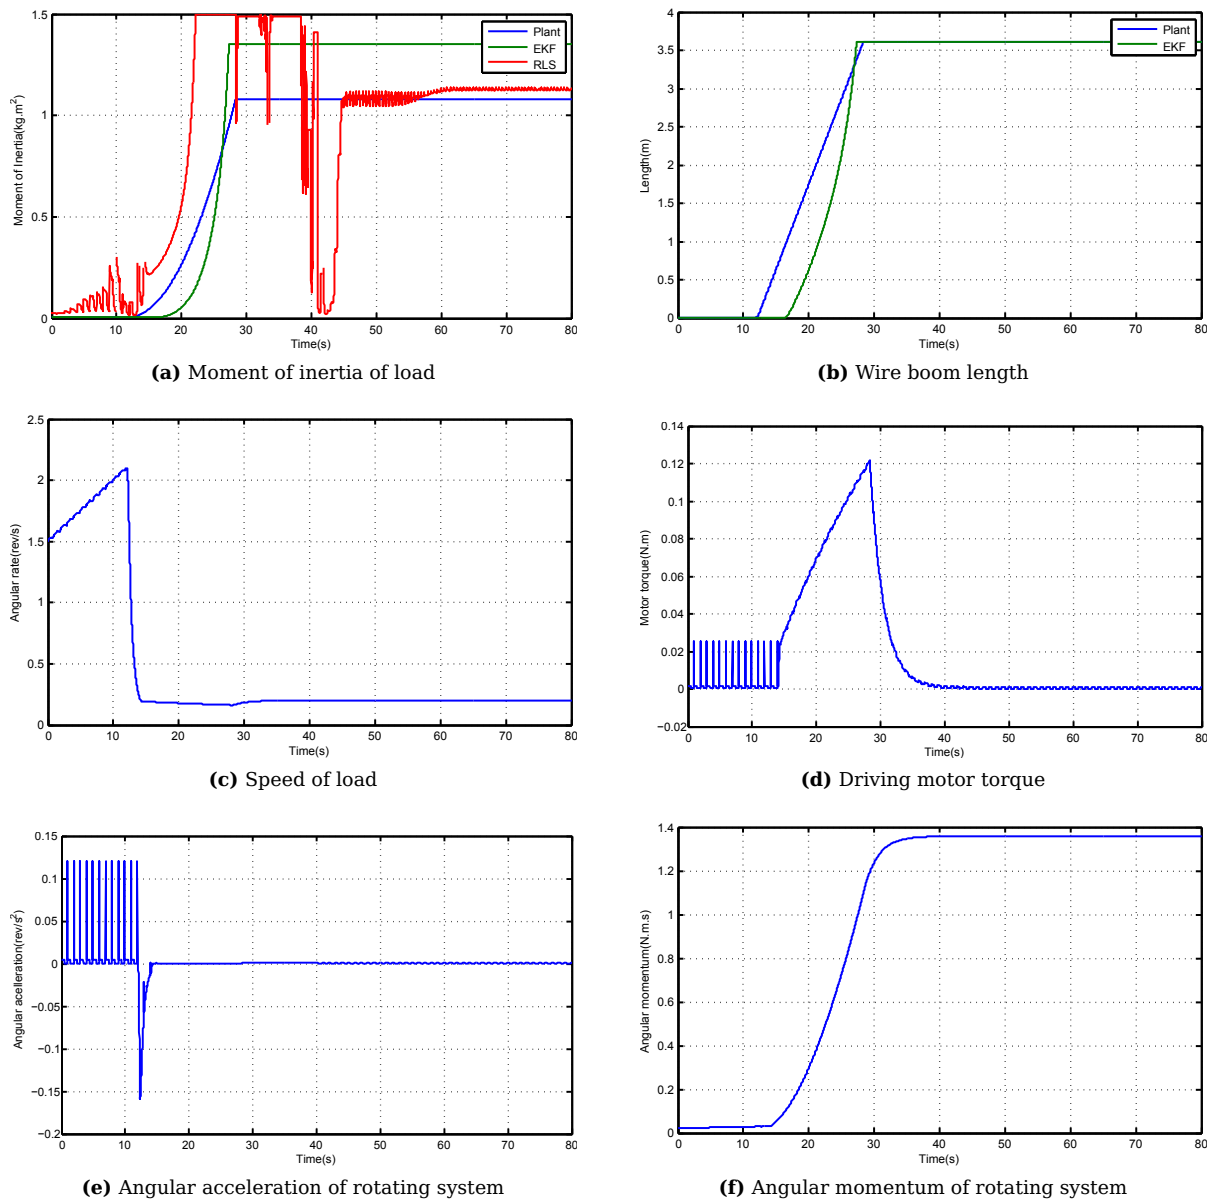 1.5
1
0.5
0
Moment of Inertia(kg.m²)
Plant
EKF
RLS
0 10 20 30 40 50 60 70 80
Time(s)
(a) Moment of inertia of load
4
3.5
3
2.5
2
1.5
1
0.5
0
Length(m)
Plant
EKF
0 10 20 30 40 50 60 70 80
Time(s)
(b) Wire boom length
2.5
2
1.5
1
0.5
0
Angular rate(rev/s)
0 10 20 30 40 50 60 70 80
Time(s)
(c) Speed of load
0.14
0.12
0.1
0.08
0.06
0.04
0.02
0
−0.02
Motor torque(N.m)
0 10 20 30 40 50 60 70 80
Time(s)
(d) Driving motor torque
0.15
0.1
0.05
0
−0.05
−0.1
−0.15
−0.2
Angular acelleration(rev/s²)
0 10 20 30 40 50 60 70 80
Time(s)
(e) Angular acceleration of rotating system
1.4
1.2
1
0.8
0.6
0.4
0.2
0
Angular momentum(N.m.s)
0 10 20 30 40 50 60 70 80
Time(s)
(f) Angular momentum of rotating system